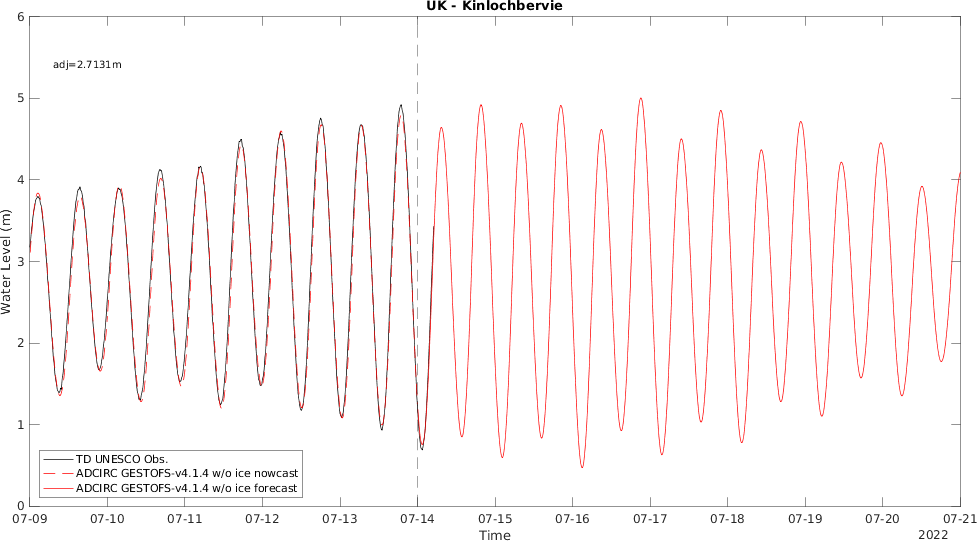 UK - Kinlochbervie
adj=2.7131m
Water Level (m)
6
5
4
3
2
1
0
TD UNESCO Obs.
ADCIRC GESTOFS-v4.1.4 w/o ice nowcast
ADCIRC GESTOFS-v4.1.4 w/o ice forecast
07-09 07-10 07-11 07-12 07-13 07-14 07-15 07-16 07-17 07-18 07-19 07-20 07-21
Time
2022